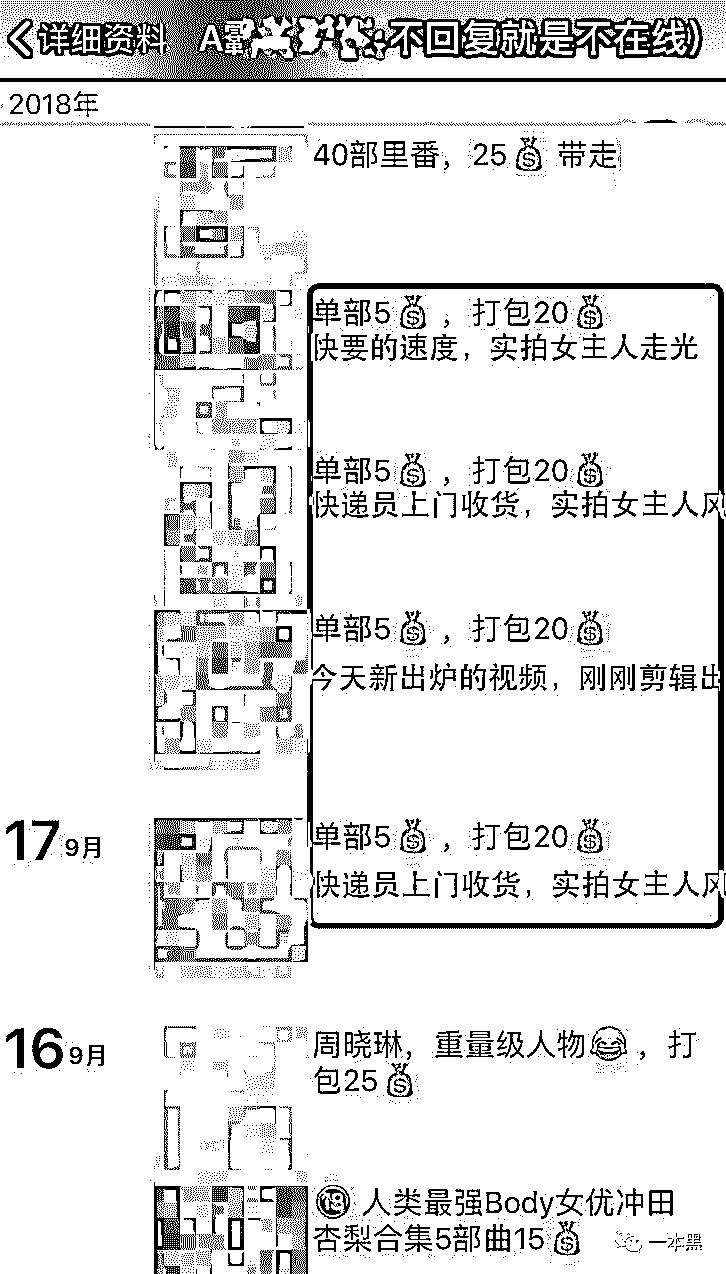 详细资料 A 不回复就是不在线)
2018年
40部里番，25💰带走
单部5💰，打包20💰
快要的速度，实拍女主人走光
单部5💰，打包20💰
快递员上门收货，实拍女主人风
单部5💰，打包20💰
今天新出炉的视频，刚刚剪辑出
17 9月
单部5💰，打包20💰
快递员上门收货，实拍女主人风
16 9月
周晓琳，重量级人物😂，打
包25💰
🔞 人类最强Body女优冲田
杏梨合集5部曲15💰
一本黑